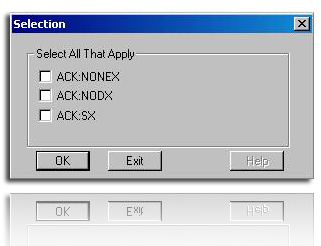 Selection
Select All That Apply
ACK:NONEX
ACK:NODX
ACK:SX
OK Exit Help